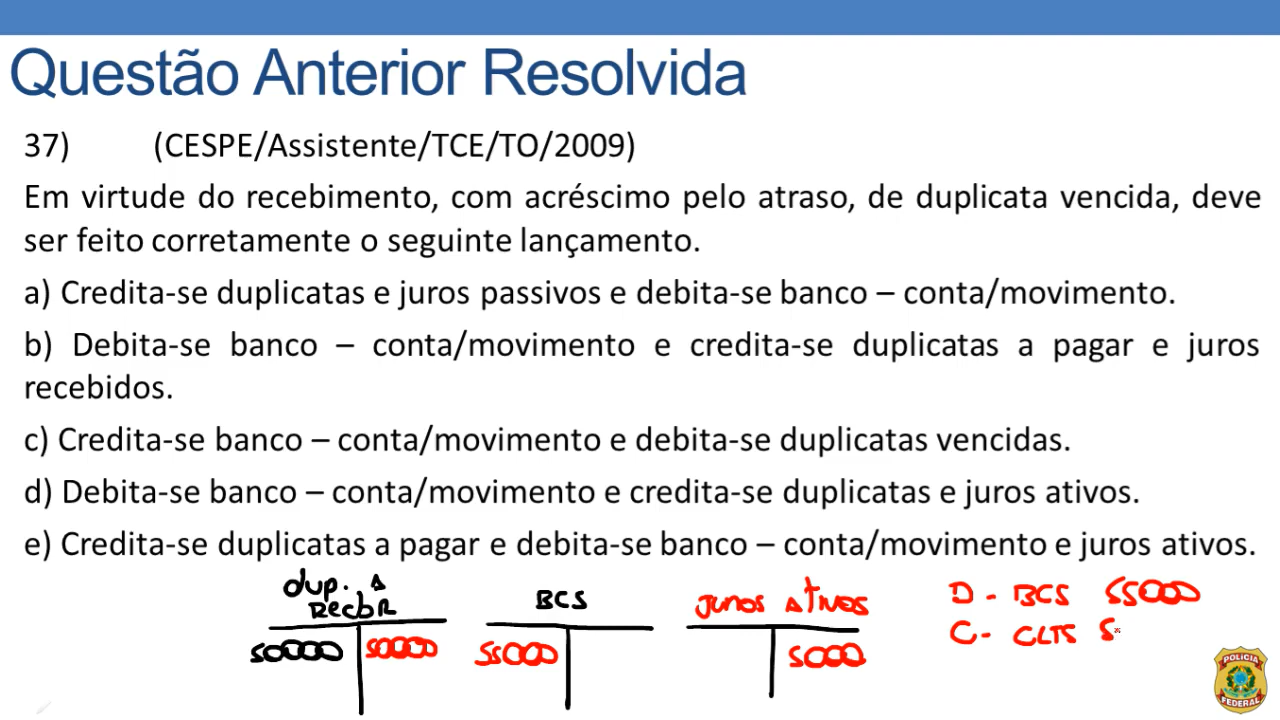 Questão Anterior Resolvida
37) (CESPE/Assistente/TCE/TO/2009)
Em virtude do recebimento, com acréscimo pelo atraso, de duplicata vencida, deve
ser feito corretamente o seguinte lançamento.
a) Credita-se duplicatas e juros passivos e debita-se banco – conta/movimento.
b) Debita-se banco – conta/movimento e credita-se duplicatas a pagar e juros
recebidos.
c) Credita-se banco – conta/movimento e debita-se duplicatas vencidas.
d) Debita-se banco – conta/movimento e credita-se duplicatas e juros ativos.
e) Credita-se duplicatas a pagar e debita-se banco – conta/movimento e juros ativos.
dup. A
RecbR
BCS
Juros Ativos
D - BCS 55000
C - CLTS 5
50000 50000
55000
5000
POLICIA
FEDERAL